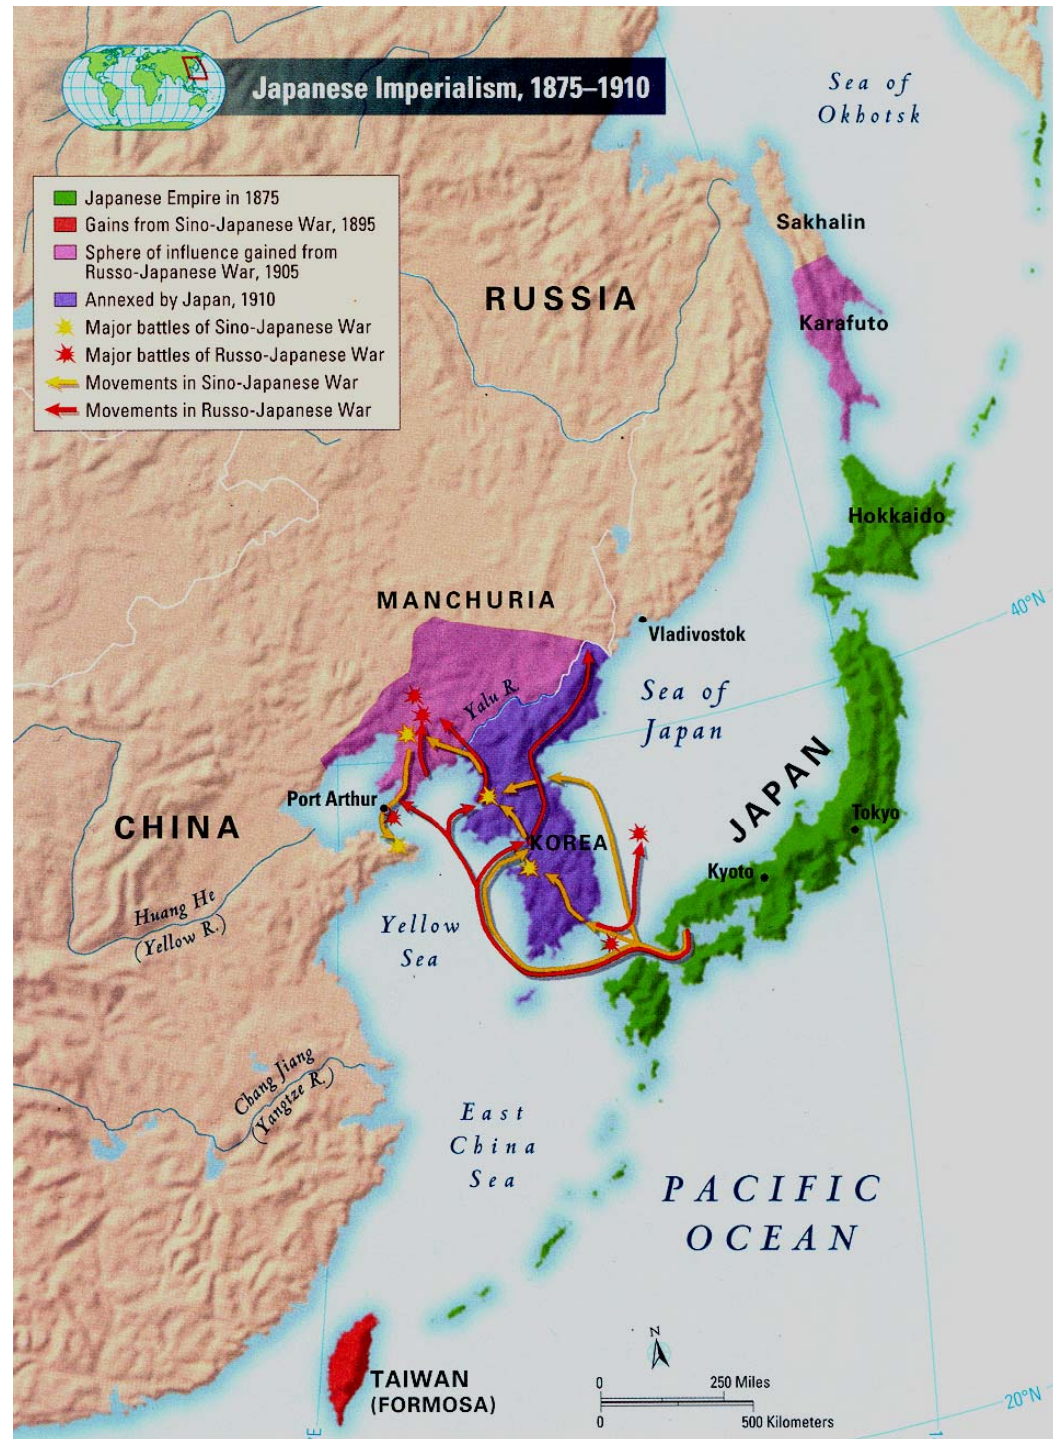 Japanese Imperialism, 1875–1910
Sea of
Okhotsk
Japanese Empire in 1875
Gains from Sino-Japanese War, 1895
Sphere of influence gained from
Russo-Japanese War, 1905
Annexed by Japan, 1910
Major battles of Sino-Japanese War
Major battles of Russo-Japanese War
Movements in Sino-Japanese War
Movements in Russo-Japanese War
Sakhalin
RUSSIA
Karafuto
Hokkaido
MANCHURIA
40°N
Vladivostok
Yalu R.
Sea of
Japan
Port Arthur
CHINA
KOREA
JAPAN
Tokyo
Kyoto
Huang He
(Yellow R.)
Yellow
Sea
Chang Jiang
(Yangtze R.)
East
China
Sea
PACIFIC
OCEAN
N
TAIWAN
(FORMOSA)
0
250 Miles
0
500 Kilometers
20°N